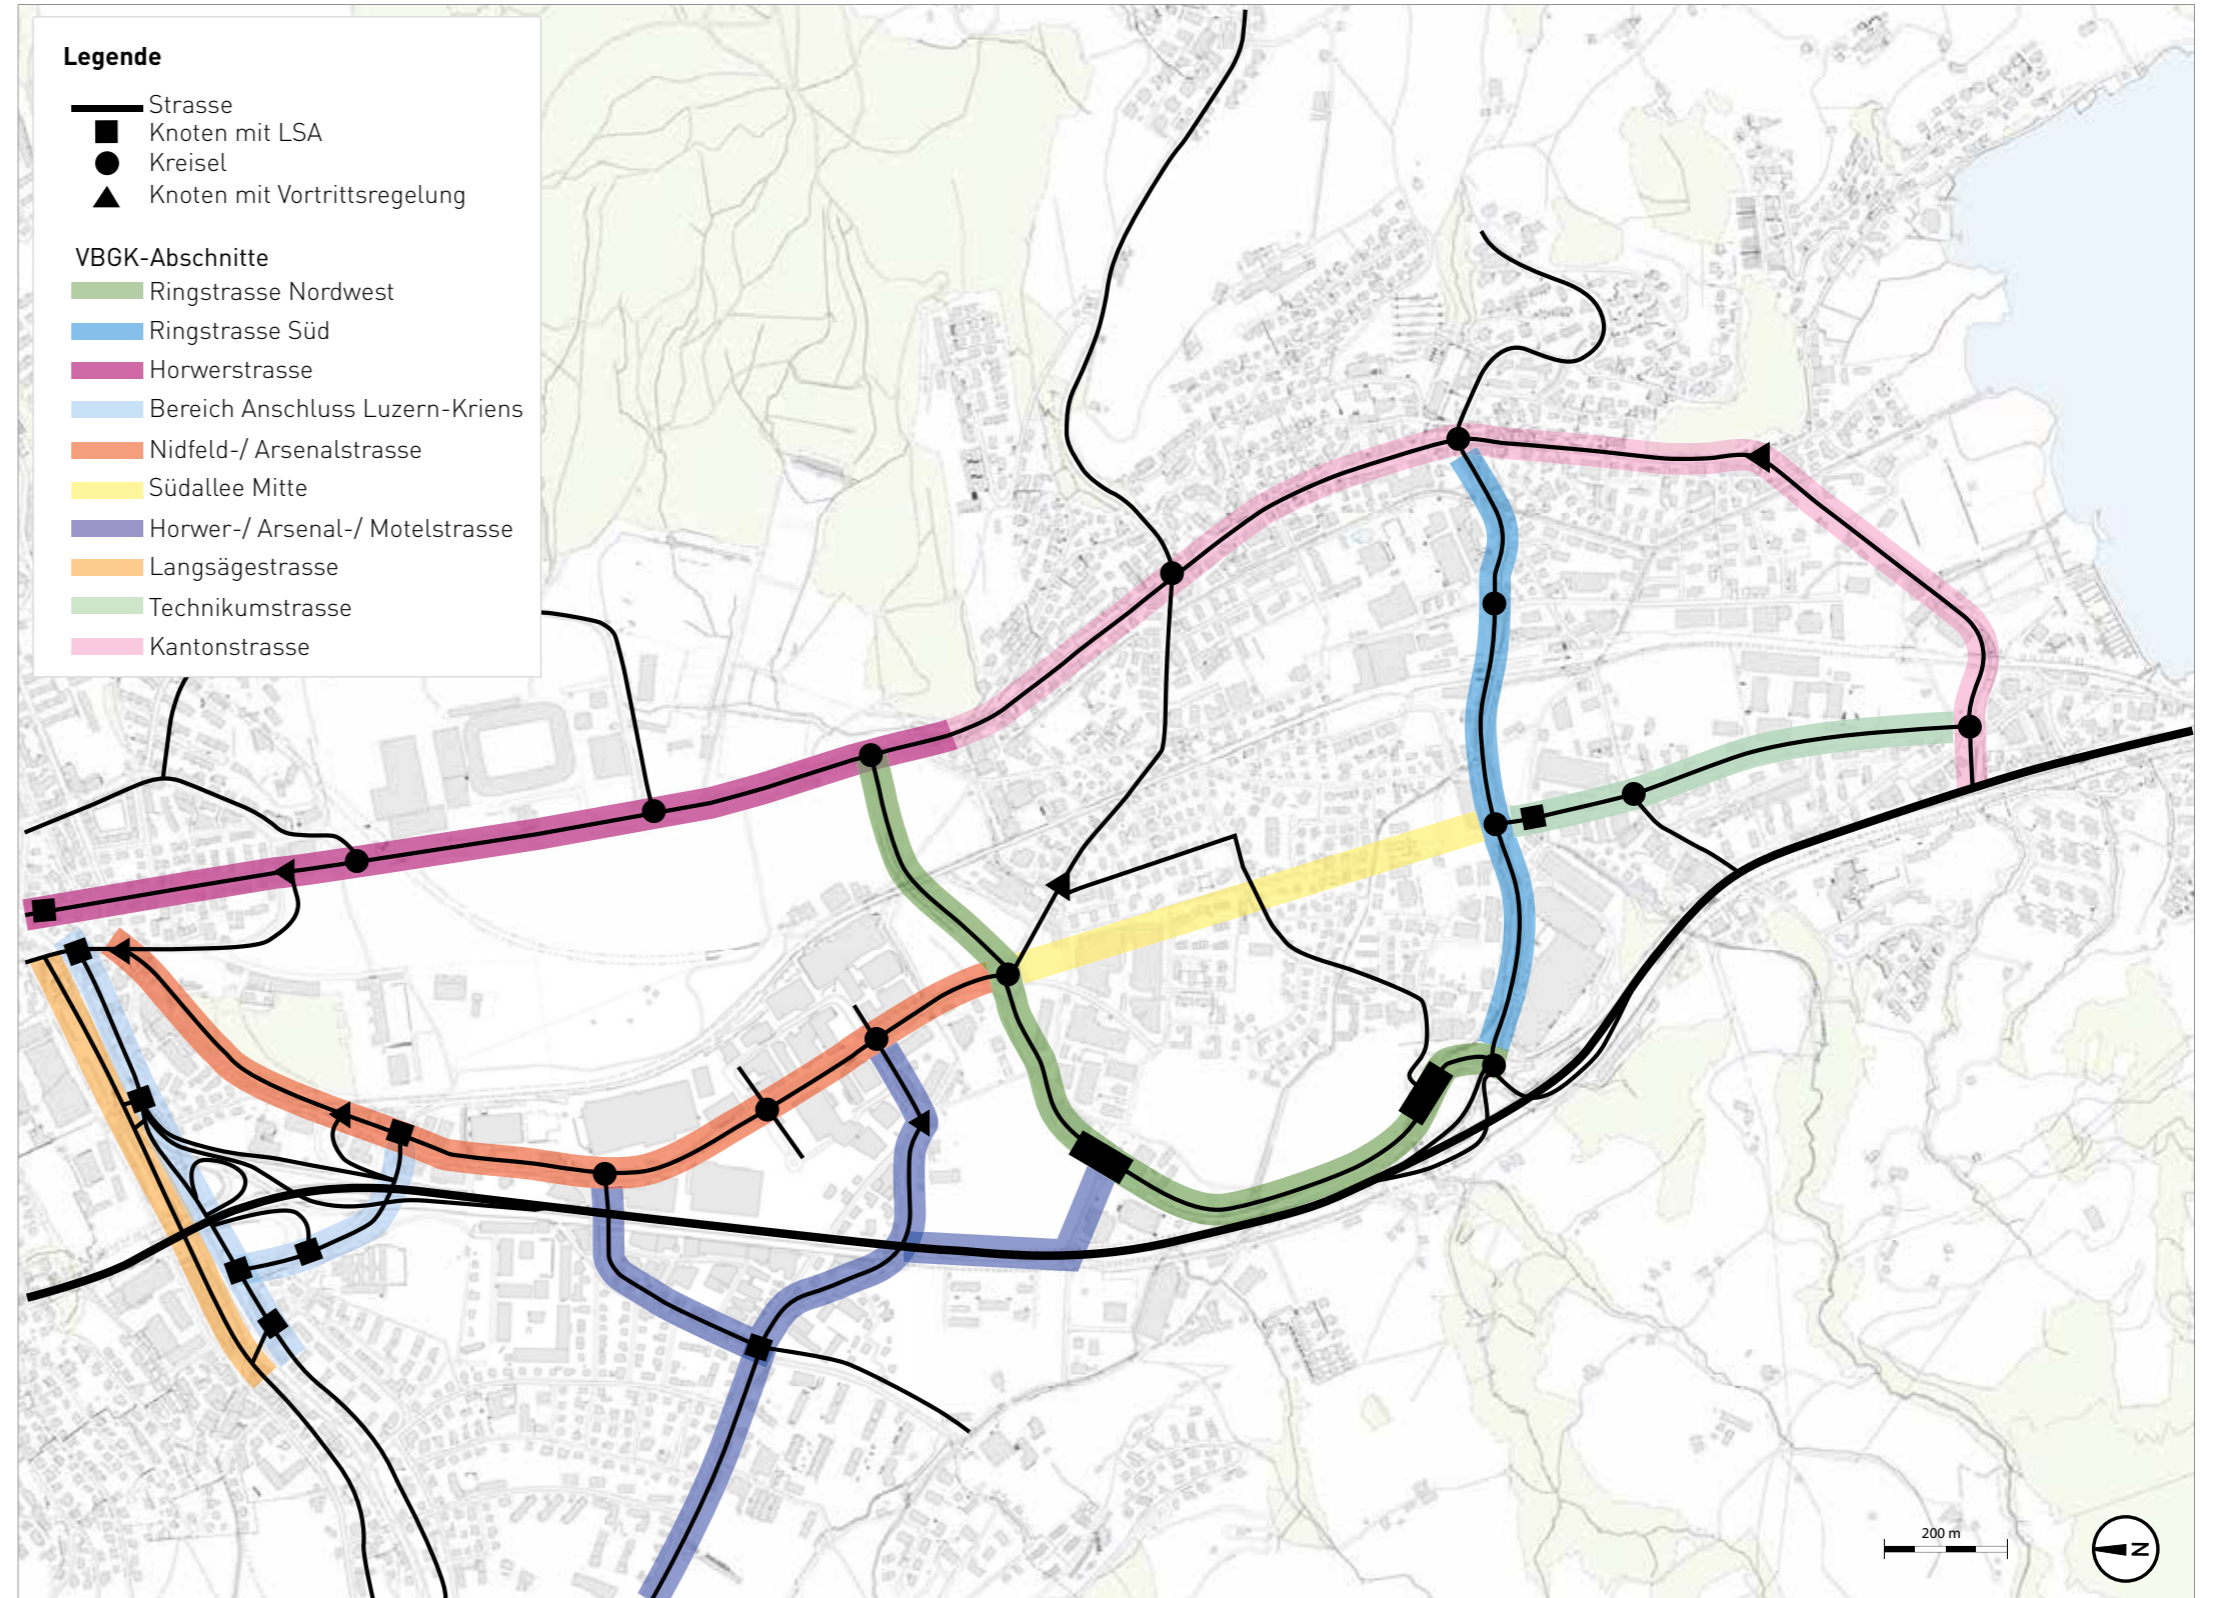 Legende
Strasse
Knoten mit LSA
Kreisel
Knoten mit Vortrittsregelung
VBGK-Abschnitte
Ringstrasse Nordwest
Ringstrasse Süd
Horwerstrasse
Bereich Anschluss Luzern-Kriens
Nidfeld-/ Arsenalstrasse
Südallee Mitte
Horwer-/ Arsenal-/ Motelstrasse
Langsägestrasse
Technikumstrasse
Kantonstrasse
200 m
N